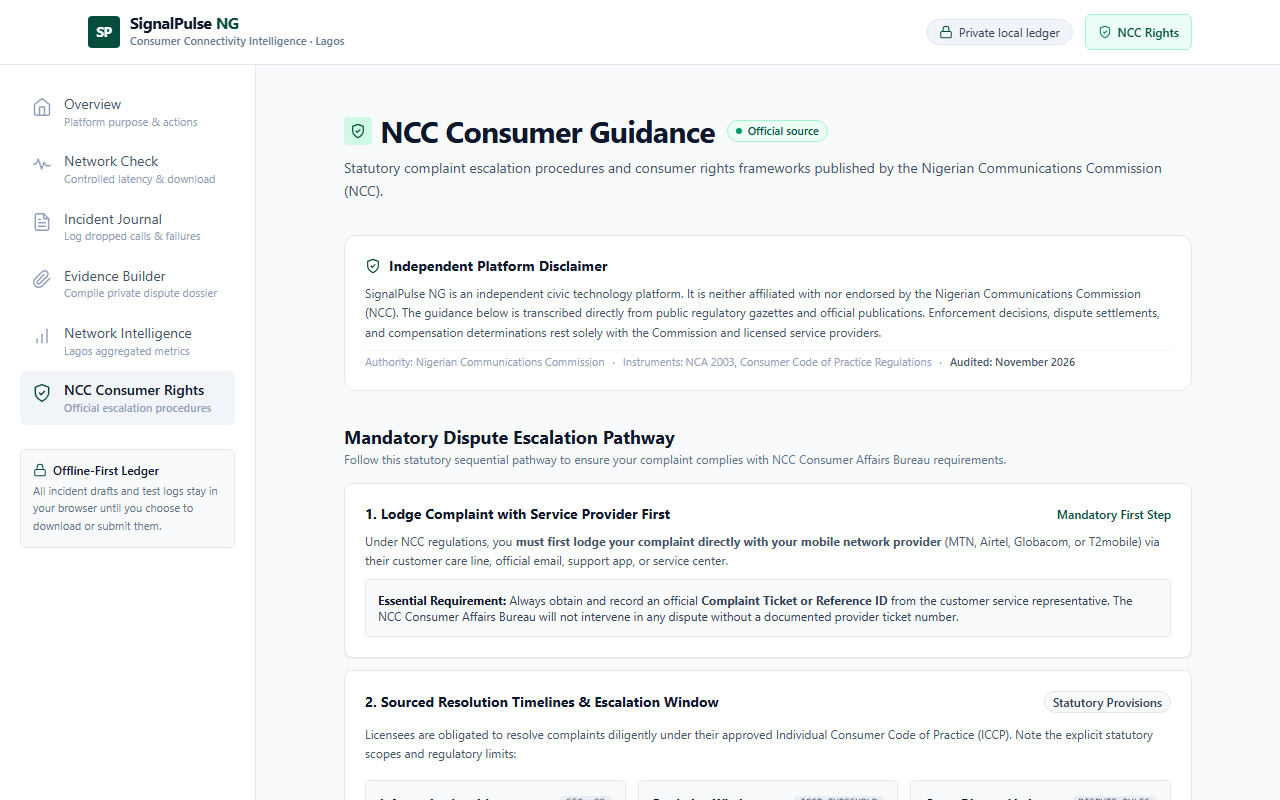 SP
SignalPulse NG
Consumer Connectivity Intelligence · Lagos
Private local ledger
NCC Rights
Overview
Platform purpose & actions
Network Check
Controlled latency & download
Incident Journal
Log dropped calls & failures
Evidence Builder
Compile private dispute dossier
Network Intelligence
Lagos aggregated metrics
NCC Consumer Rights
Official escalation procedures
Offline-First Ledger
All incident drafts and test logs stay in
your browser until you choose to
download or submit them.
NCC Consumer Guidance
Official source
Statutory complaint escalation procedures and consumer rights frameworks published by the Nigerian Communications Commission
(NCC).
Independent Platform Disclaimer
SignalPulse NG is an independent civic technology platform. It is neither affiliated with nor endorsed by the Nigerian Communications Commission
(NCC). The guidance below is transcribed directly from public regulatory gazettes and official publications. Enforcement decisions, dispute settlements,
and compensation determinations rest solely with the Commission and licensed service providers.
Authority: Nigerian Communications Commission · Instruments: NCA 2003, Consumer Code of Practice Regulations · Audited: November 2026
Mandatory Dispute Escalation Pathway
Follow this statutory sequential pathway to ensure your complaint complies with NCC Consumer Affairs Bureau requirements.
1. Lodge Complaint with Service Provider First
Mandatory First Step
Under NCC regulations, you must first lodge your complaint directly with your mobile network provider (MTN, Airtel, Globacom, or T2mobile) via
their customer care line, official email, support app, or service center.
Essential Requirement: Always obtain and record an official Complaint Ticket or Reference ID from the customer service representative. The
NCC Consumer Affairs Bureau will not intervene in any dispute without a documented provider ticket number.
2. Sourced Resolution Timelines & Escalation Window
Statutory Provisions
Licensees are obligated to resolve complaints diligently under their approved Individual Consumer Code of Practice (ICCP). Note the explicit statutory
scopes and regulatory limits: